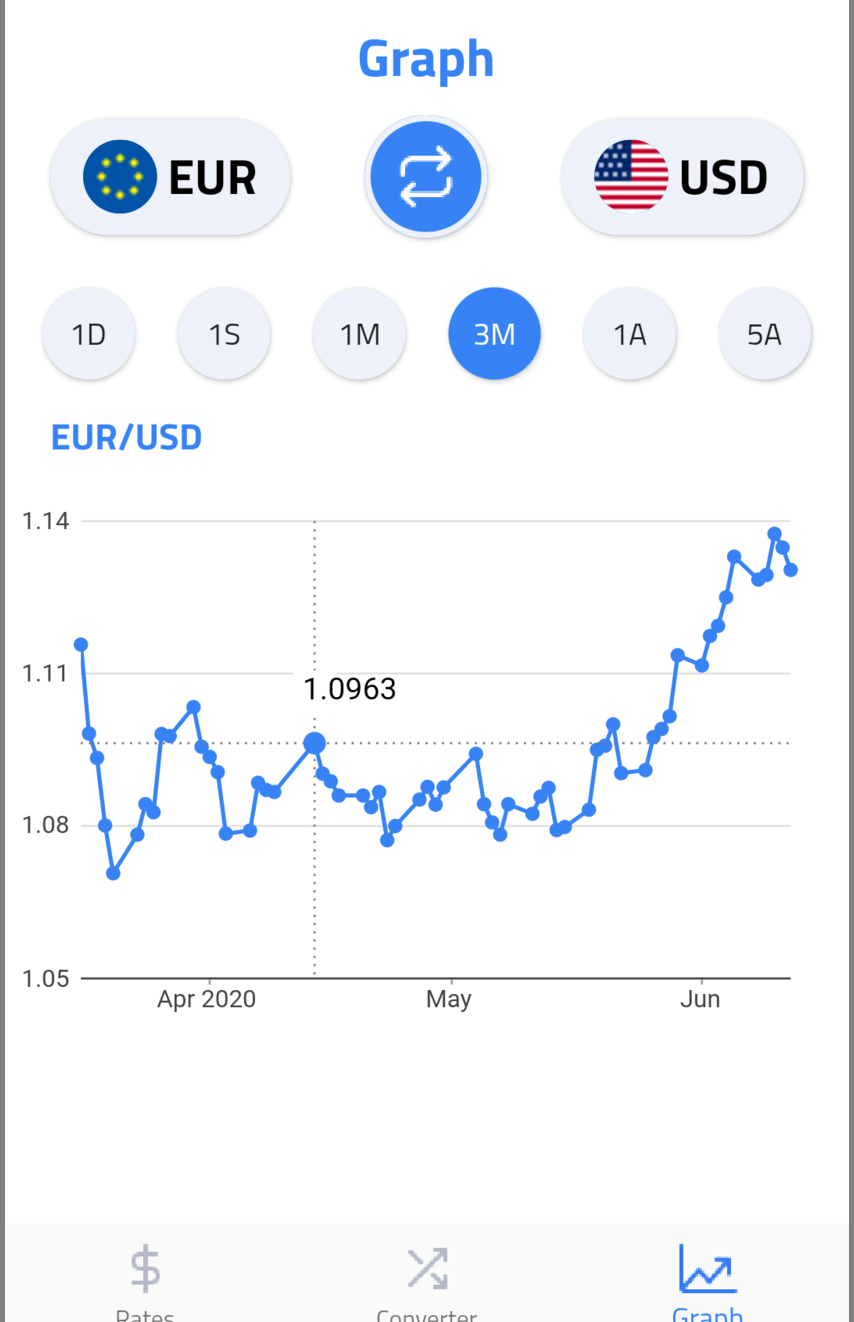 Graph
EUR
USD
1D
1S
1M
3M
1A
5A
EUR/USD
1.14
1.11
1.0963
1.08
1.05
Apr 2020
May
Jun
Rates
Converter
Graph